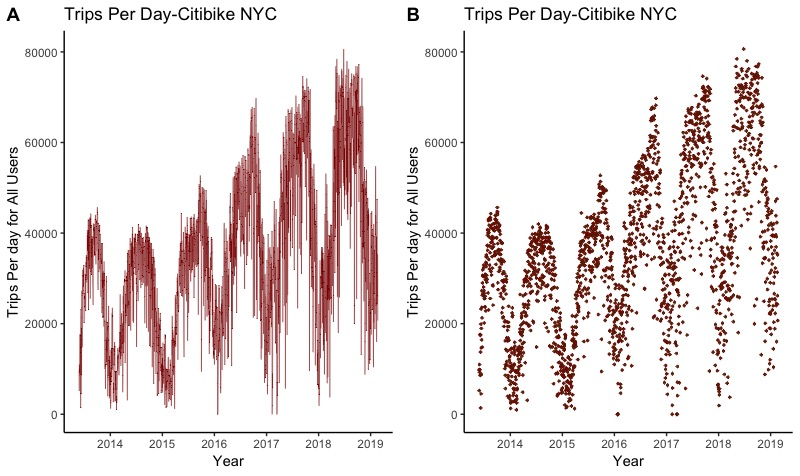 A
Trips Per Day-Citibike NYC
Trips Per day for All Users
80000
60000
40000
20000
0
2014 2015 2016 2017 2018 2019
Year
B
Trips Per Day-Citibike NYC
Trips Per day for All Users
80000
60000
40000
20000
0
2014 2015 2016 2017 2018 2019
Year